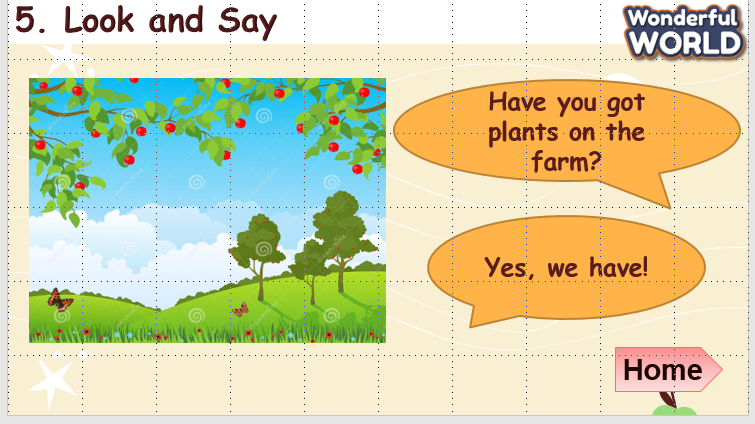 5. Look and Say
Wonderful
WORLD
Have you got
plants on the
farm?
Yes, we have!
Home